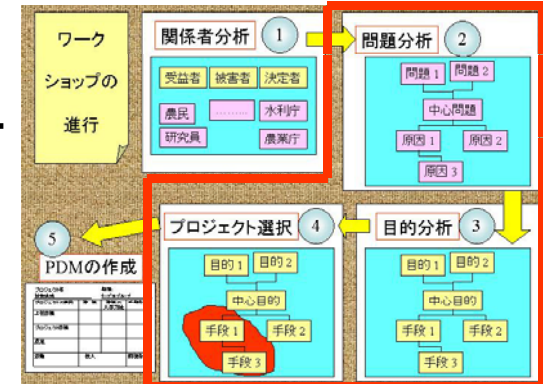 ワーク
ショップの
進行
関係者分析
1
受益者 被害者 決定者
農民 ……… 水利庁
研究員 農業庁
問題分析
2
問題1 問題2
中心問題
原因1 原因2
原因3
目的分析
3
目的1 目的2
中心目的
手段1 手段2
手段3
プロジェクト選択
4
目的1 目的2
中心目的
手段1 手段2
手段3
5
PDMの作成